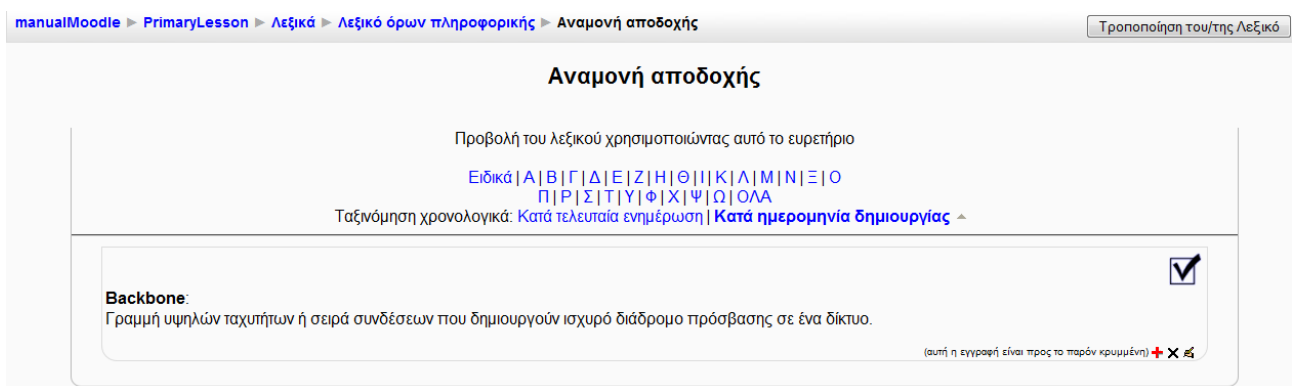 manualMoodle ► PrimaryLesson ► Λεξικά ► Λεξικό όρων πληροφορικής ► Αναμονή αποδοχής
Τροποποίηση του/της Λεξικό
Αναμονή αποδοχής
Προβολή του λεξικού χρησιμοποιώντας αυτό το ευρετήριο
Ειδικά | Α | Β | Γ | Δ | Ε | Ζ | Η | Θ | Ι | Κ | Λ | Μ | Ν | Ξ | Ο
Π | Ρ | Σ | Τ | Υ | Φ | Χ | Ψ | Ω | ΟΛΑ
Ταξινόμηση χρονολογικά: Κατά τελευταία ενημέρωση | Κατά ημερομηνία δημιουργίας
Backbone:
Γραμμή υψηλών ταχυτήτων ή σειρά συνδέσεων που δημιουργούν ισχυρό διάδρομο πρόσβασης σε ένα δίκτυο.
(αυτή η εγγραφή είναι προς το παρόν κρυμμένη)